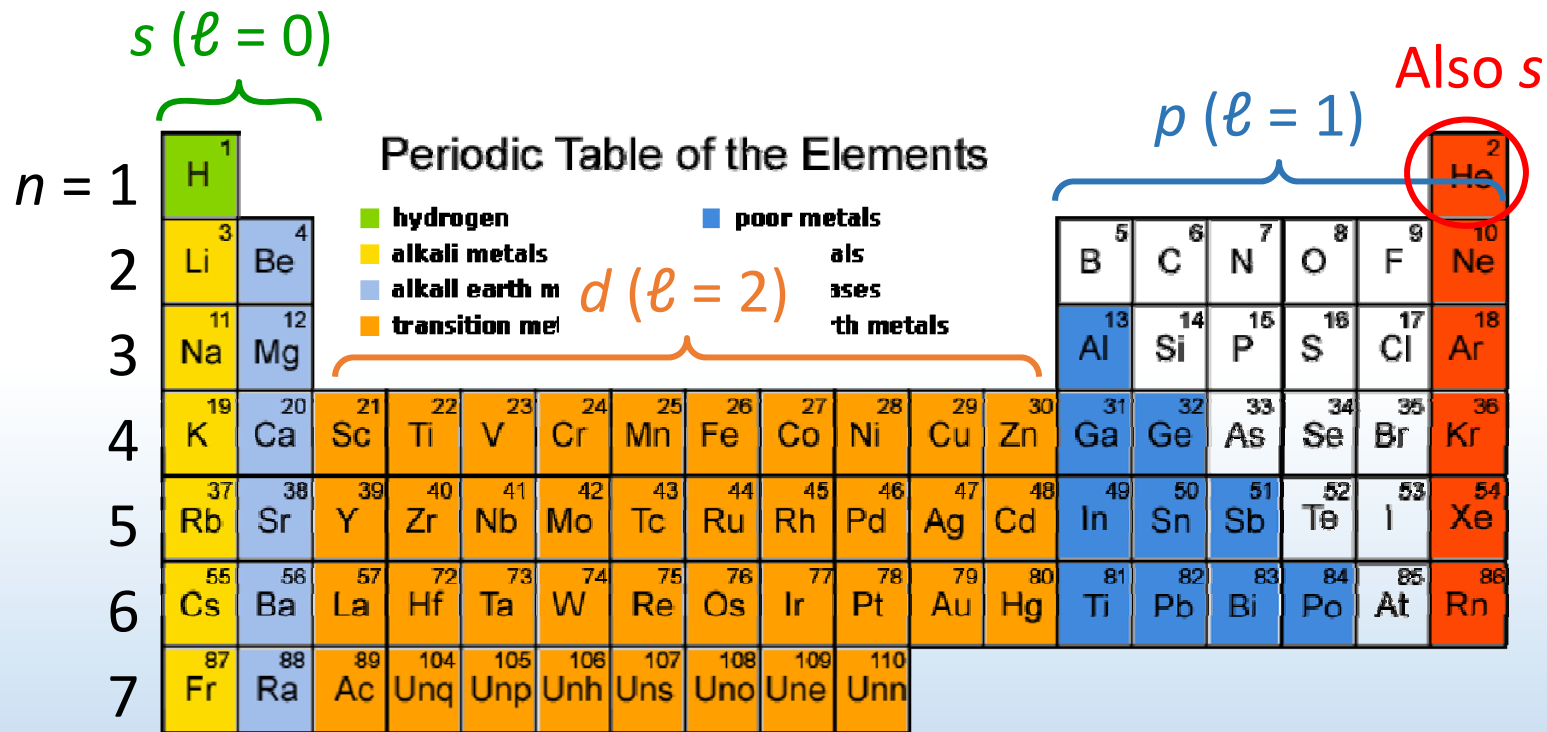 s (ℓ = 0)
Also s
p (ℓ = 1)
Periodic Table of the Elements
n = 1
1 H
2 He
hydrogen
poor metals
alkali metals
als
alkali earth m
ases
transition met
th metals
d (ℓ = 2)
2
3 Li
4 Be
5 B
6 C
7 N
8 O
9 F
10 Ne
3
11 Na
12 Mg
13 Al
14 Si
15 P
16 S
17 Cl
18 Ar
4
19 K
20 Ca
21 Sc
22 Ti
23 V
24 Cr
25 Mn
26 Fe
27 Co
28 Ni
29 Cu
30 Zn
31 Ga
32 Ge
33 As
34 Se
35 Br
36 Kr
5
37 Rb
38 Sr
39 Y
40 Zr
41 Nb
42 Mo
43 Tc
44 Ru
45 Rh
46 Pd
47 Ag
48 Cd
49 In
50 Sn
51 Sb
52 Te
53 I
54 Xe
6
55 Cs
56 Ba
57 La
72 Hf
73 Ta
74 W
75 Re
76 Os
77 Ir
78 Pt
79 Au
80 Hg
81 Ti
82 Pb
83 Bi
84 Po
85 At
86 Rn
7
87 Fr
88 Ra
89 Ac
104 Unq
105 Unp
106 Unh
107 Uns
108 Uno
109 Une
110 Unn